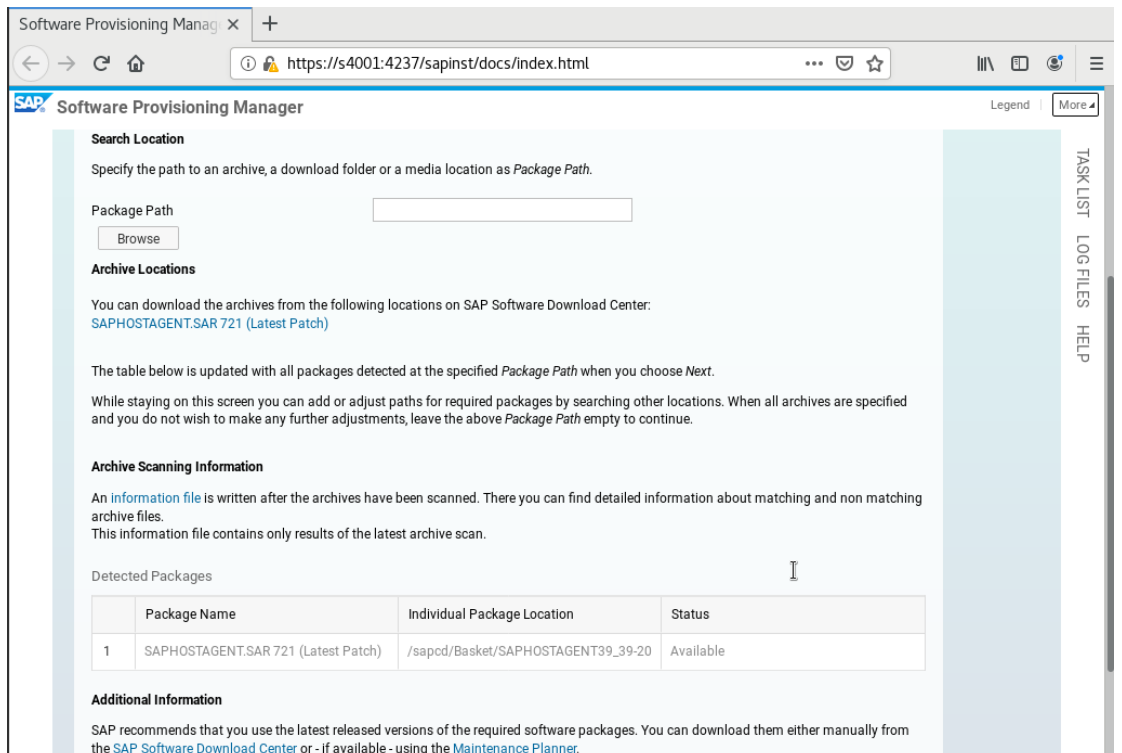 Software Provisioning Manag
https://s4001:4237/sapinst/docs/index.html
SAP Software Provisioning Manager
Legend
More
Search Location
Specify the path to an archive, a download folder or a media location as Package Path.
Package Path
Browse
Archive Locations
You can download the archives from the following locations on SAP Software Download Center:
SAPHOSTAGENT.SAR 721 (Latest Patch)
The table below is updated with all packages detected at the specified Package Path when you choose Next.
While staying on this screen you can add or adjust paths for required packages by searching other locations. When all archives are specified
and you do not wish to make any further adjustments, leave the above Package Path empty to continue.
Archive Scanning Information
An information file is written after the archives have been scanned. There you can find detailed information about matching and non matching
archive files.
This information file contains only results of the latest archive scan.
Detected Packages
Package Name Individual Package Location Status
1 SAPHOSTAGENT.SAR 721 (Latest Patch) /sapcd/Basket/SAPHOSTAGENT39_39-20 Available
Additional Information
SAP recommends that you use the latest released versions of the required software packages. You can download them either manually from
the SAP Software Download Center or - if available - using the Maintenance Planner.
TASK LIST
LOG FILES
HELP